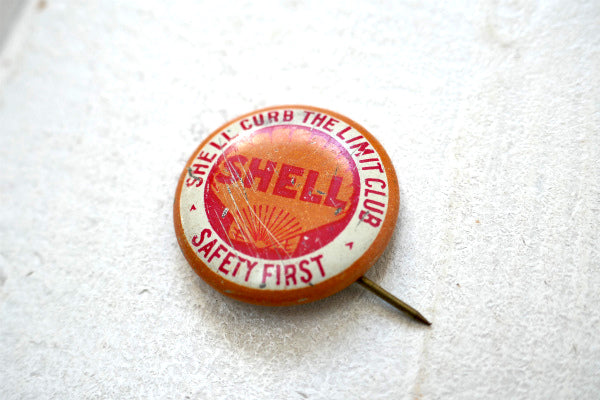 SHELL CURB THE LIMIT CLUB
SHELL
SAFETY FIRST